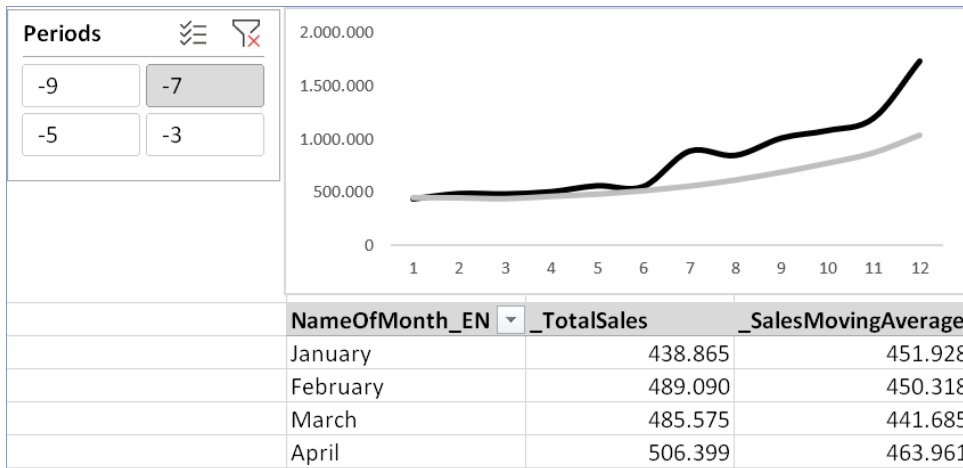 Periods
-9 -7
-5 -3
2.000.000
1.500.000
1.000.000
500.000
0
1 2 3 4 5 6 7 8 9 10 11 12
NameOfMonth_EN _TotalSales _SalesMovingAverage
January 438.865 451.928
February 489.090 450.318
March 485.575 441.685
April 506.399 463.961